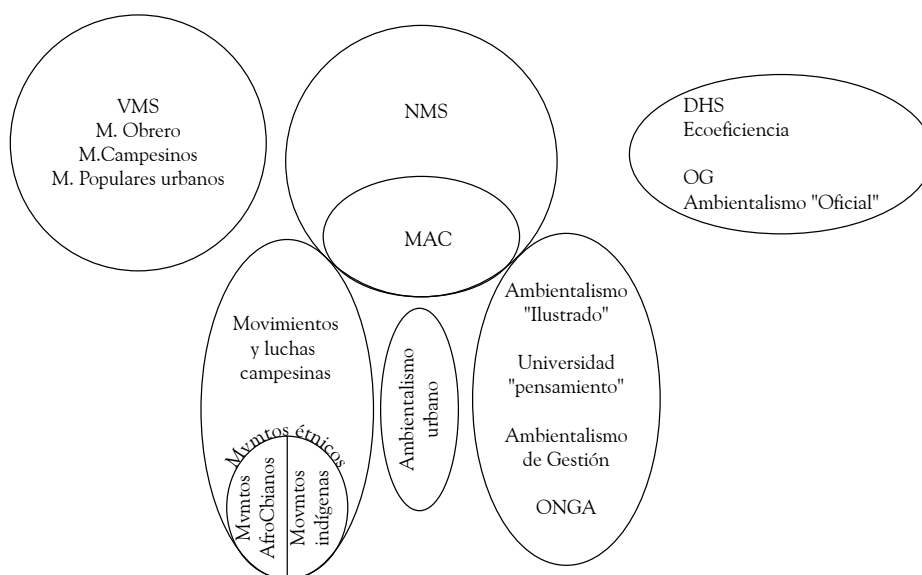 VMS
M. Obrero
M.Campesinos
M. Populares urbanos
NMS
MAC
DHS
Ecoeficiencia
OG
Ambientalismo "Oficial"
Movimientos
y luchas
campesinas
Mvmtos étnicos
Mvmtos
AfroCbianos
Movmtos
indígenas
Ambientalismo
urbano
Ambientalismo
"Ilustrado"
Universidad
"pensamiento"
Ambientalismo
de Gestión
ONGA